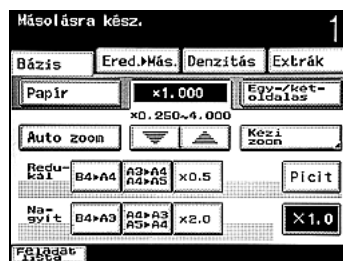 Másolásra kész. 1
Bázis Ered.▶Más. Denzitás Extrák
Papír ×1.000 Egy-/két-oldalas
×0.250~4.000
Auto zoom Kézi zoom
Redu-kál B4▶A4 A3▶A4 A4▶A5 ×0.5 Picit
Na-gyít B4▶A3 A4▶A3 A5▶A4 ×2.0 ×1.0
Feladat lista